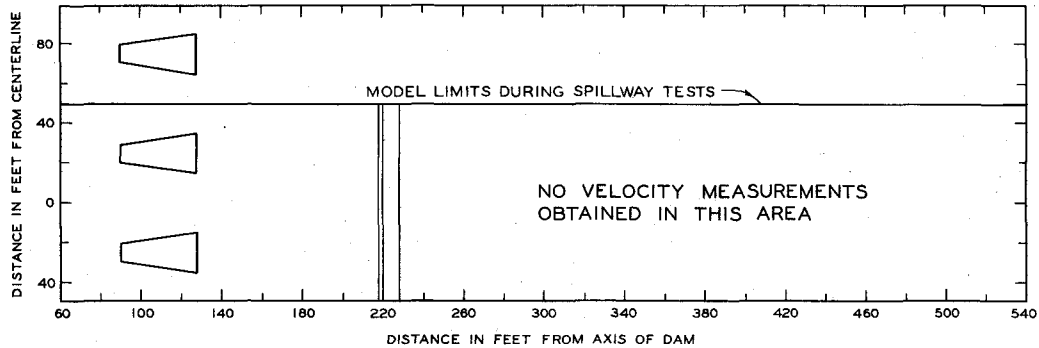 DISTANCE IN FEET FROM CENTERLINE
80
40
0
40
MODEL LIMITS DURING SPILLWAY TESTS
NO VELOCITY MEASUREMENTS
OBTAINED IN THIS AREA
60 100 140 180 220 260 300 340 380 420 460 500 540
DISTANCE IN FEET FROM AXIS OF DAM